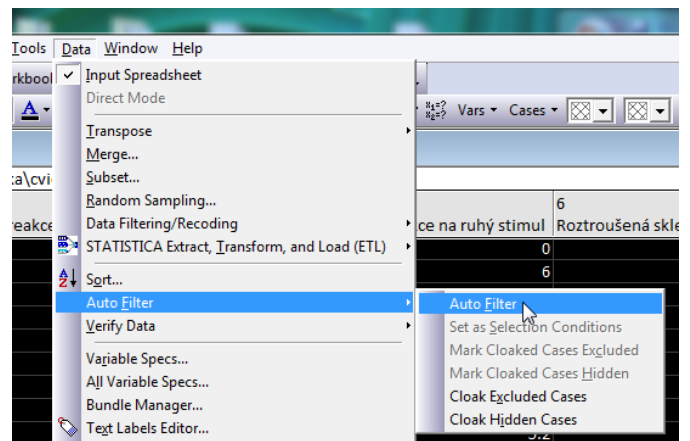 Tools Data Window Help
rkbool
Input Spreadsheet
Direct Mode
A
Vars Cases
Transpose
Merge...
Subset...
Random Sampling...
Data Filtering/Recoding
STATISTICA Extract, Transform, and Load (ETL)
Sort...
Auto Filter
Verify Data
Variable Specs...
All Variable Specs...
Bundle Manager...
Text Labels Editor...
ta\cvi
6
reakce
ce na ruhý stimul Roztroušená skle
0
6
Auto Filter
Set as Selection Conditions
Mark Cloaked Cases Excluded
Mark Cloaked Cases Hidden
Cloak Excluded Cases
Cloak Hidden Cases